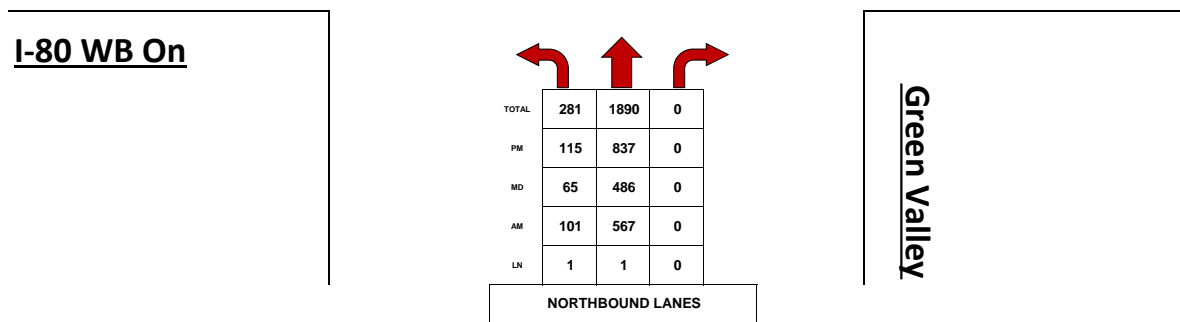 I-80 WB On
TOTAL 281 1890 0
PM 115 837 0
MD 65 486 0
AM 101 567 0
LN 1 1 0
NORTHBOUND LANES
Green Valley